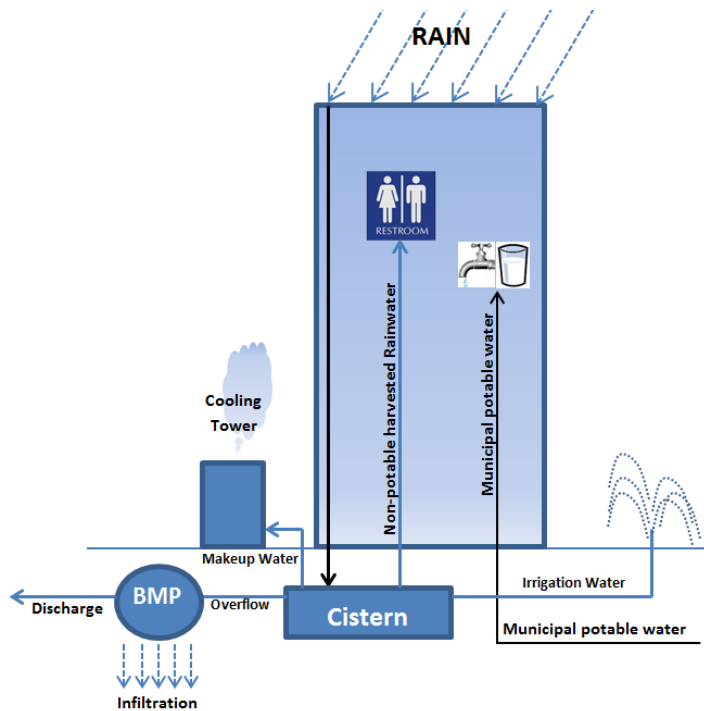 RAIN
RESTROOM
Non-potable harvested Rainwater
Municipal potable water
Cooling
Tower
Makeup Water
Irrigation Water
BMP
Discharge
Overflow
Cistern
Municipal potable water
Infiltration